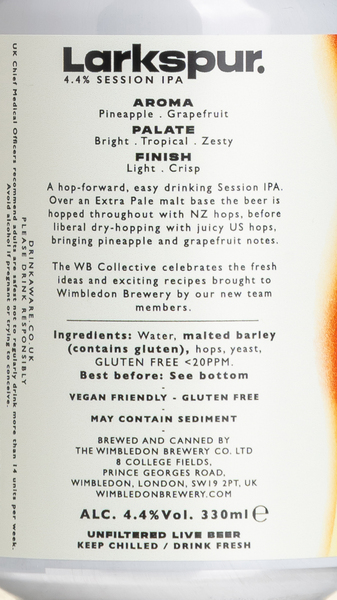 Larkspur.
4.4% SESSION IPA
AROMA
Pineapple . Grapefruit
PALATE
Bright . Tropical . Zesty
FINISH
Light . Crisp
A hop-forward, easy drinking Session IPA.
Over an Extra Pale malt base the beer is
hopped throughout with NZ hops, before
liberal dry-hopping with juicy US hops,
bringing pineapple and grapefruit notes.
The WB Collective celebrates the fresh
ideas and exciting recipes brought to
Wimbledon Brewery by our new team
members.
Ingredients: Water, malted barley
(contains gluten), hops, yeast,
GLUTEN FREE <20PPM.
Best before: See bottom
-
VEGAN FRIENDLY - GLUTEN FREE
-
MAY CONTAIN SEDIMENT
-
BREWED AND CANNED BY
THE WIMBLEDON BREWERY CO. LTD
8 COLLEGE FIELDS,
PRINCE GEORGES ROAD,
WIMBLEDON, LONDON, SW19 2PT, UK
WIMBLEDONBREWERY.COM
ALC. 4.4%Vol. 330ml ℮
UNFILTERED LIVE BEER
KEEP CHILLED / DRINK FRESH
DRINKAWARE.CO.UK
PLEASE DRINK RESPONSIBLY
UK Chief Medical Officers recommend adults are safest not to regularly drink more than 14 units per week.
Avoid alcohol if pregnant or trying to conceive.